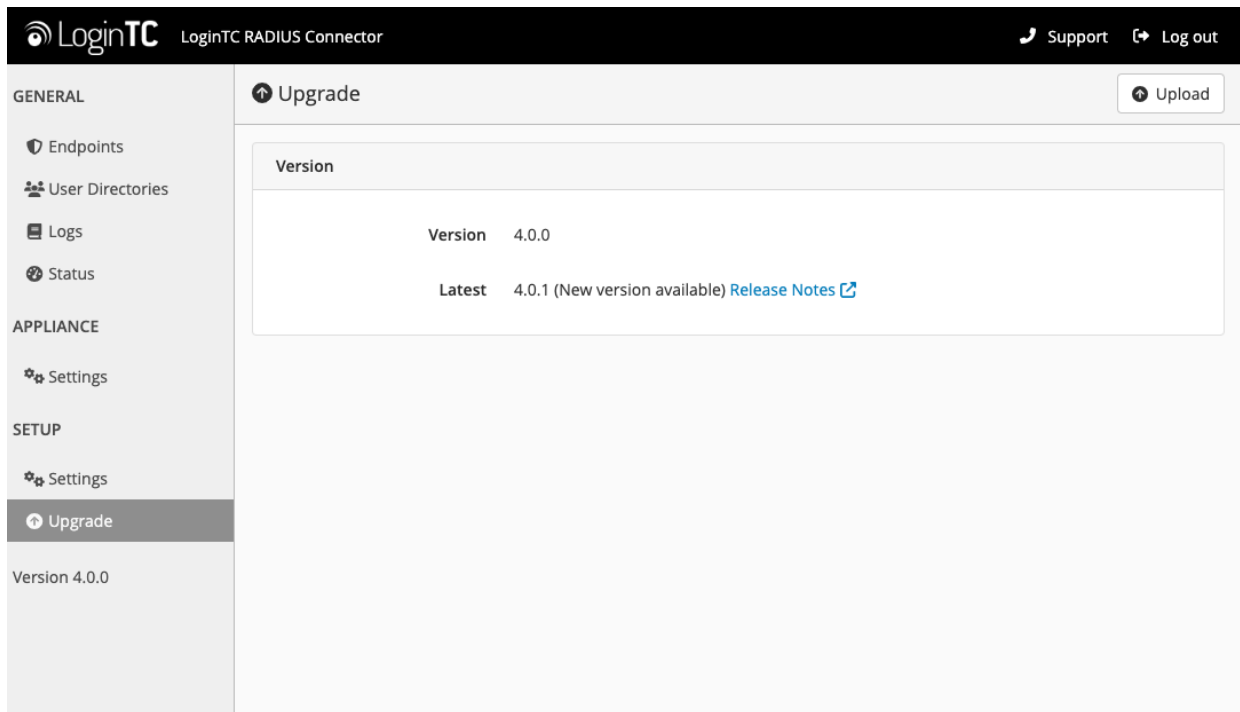 LoginTC LoginTC RADIUS Connector Support Log out
GENERAL
Endpoints
User Directories
Logs
Status
APPLIANCE
Settings
SETUP
Settings
Upgrade
Version 4.0.0
Upgrade Upload
Version
Version 4.0.0
Latest 4.0.1 (New version available) Release Notes